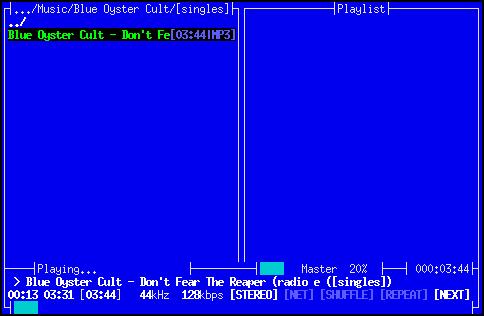 .../Music/Blue Oyster Cult/[singles]
Playlist
../
Blue Oyster Cult - Don't Fe[03:44|MP3]
Playing...
Master 20%
000:03:44
> Blue Oyster Cult - Don't Fear The Reaper (radio e ([singles])
00:13 03:31 [03:44] 44kHz 128kbps [STEREO] [NET] [SHUFFLE] [REPEAT] [NEXT]